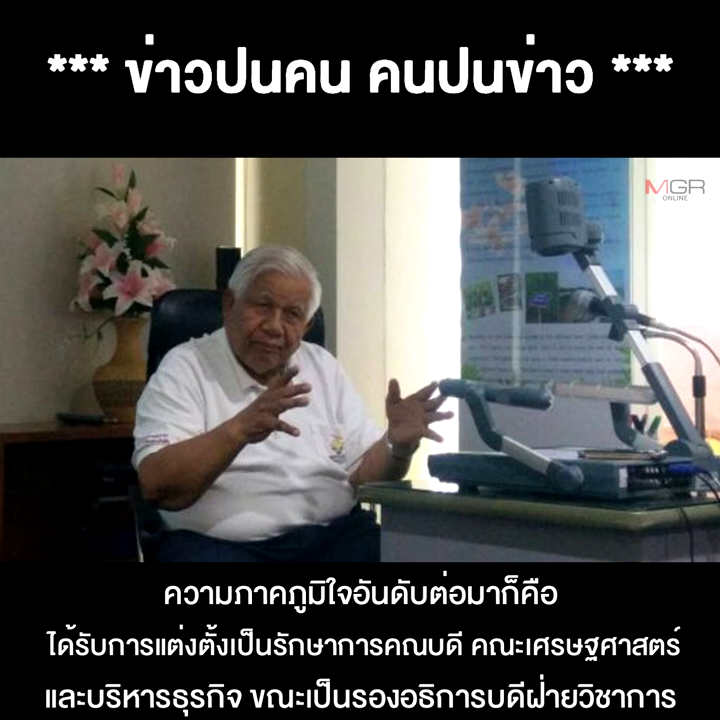 *** ข่าวปนคน คนปนข่าว ***
MGR
ONLINE
ความภาคภูมิใจอันดับต่อมาก็คือ
ได้รับการแต่งตั้งเป็นรักษาการคณบดี คณะเศรษฐศาสตร์
และบริหารธุรกิจ ขณะเป็นรองอธิการบดีฝ่ายวิชาการ